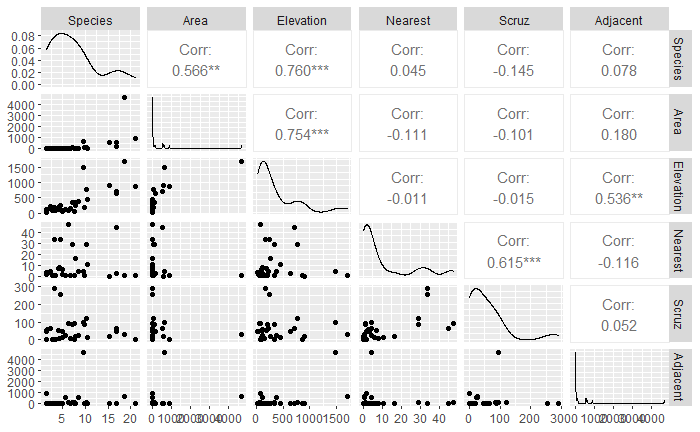 Species Area Elevation Nearest Scruz Adjacent
0.08
0.06
0.04
0.02
0.00
Corr:
0.566**
Corr:
0.760***
Corr:
0.045
Corr:
-0.145
Corr:
0.078
Species
4000
3000
2000
1000
0
Corr:
0.754***
Corr:
-0.111
Corr:
-0.101
Corr:
0.180
Area
1500
1000
500
0
Corr:
-0.011
Corr:
-0.015
Corr:
0.536**
Elevation
40
30
20
10
0
Corr:
0.615***
Corr:
-0.116
Nearest
300
200
100
0
Corr:
0.052
Scruz
4000
3000
2000
1000
0
Adjacent
5 10 15 20
0 1000 2000 3000 4000
0 500 1000 1500
0 10 20 30 40
0 100 200 300
0 1000 2000 3000 4000